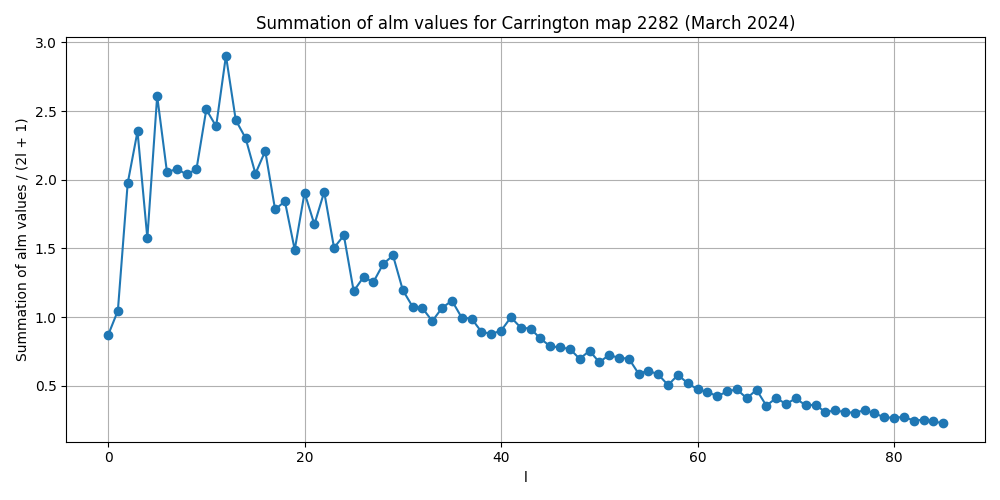 Summation of alm values for Carrington map 2282 (March 2024)
Summation of alm values / (2l + 1)
3.0
2.5
2.0
1.5
1.0
0.5
0 20 40 60 80
l